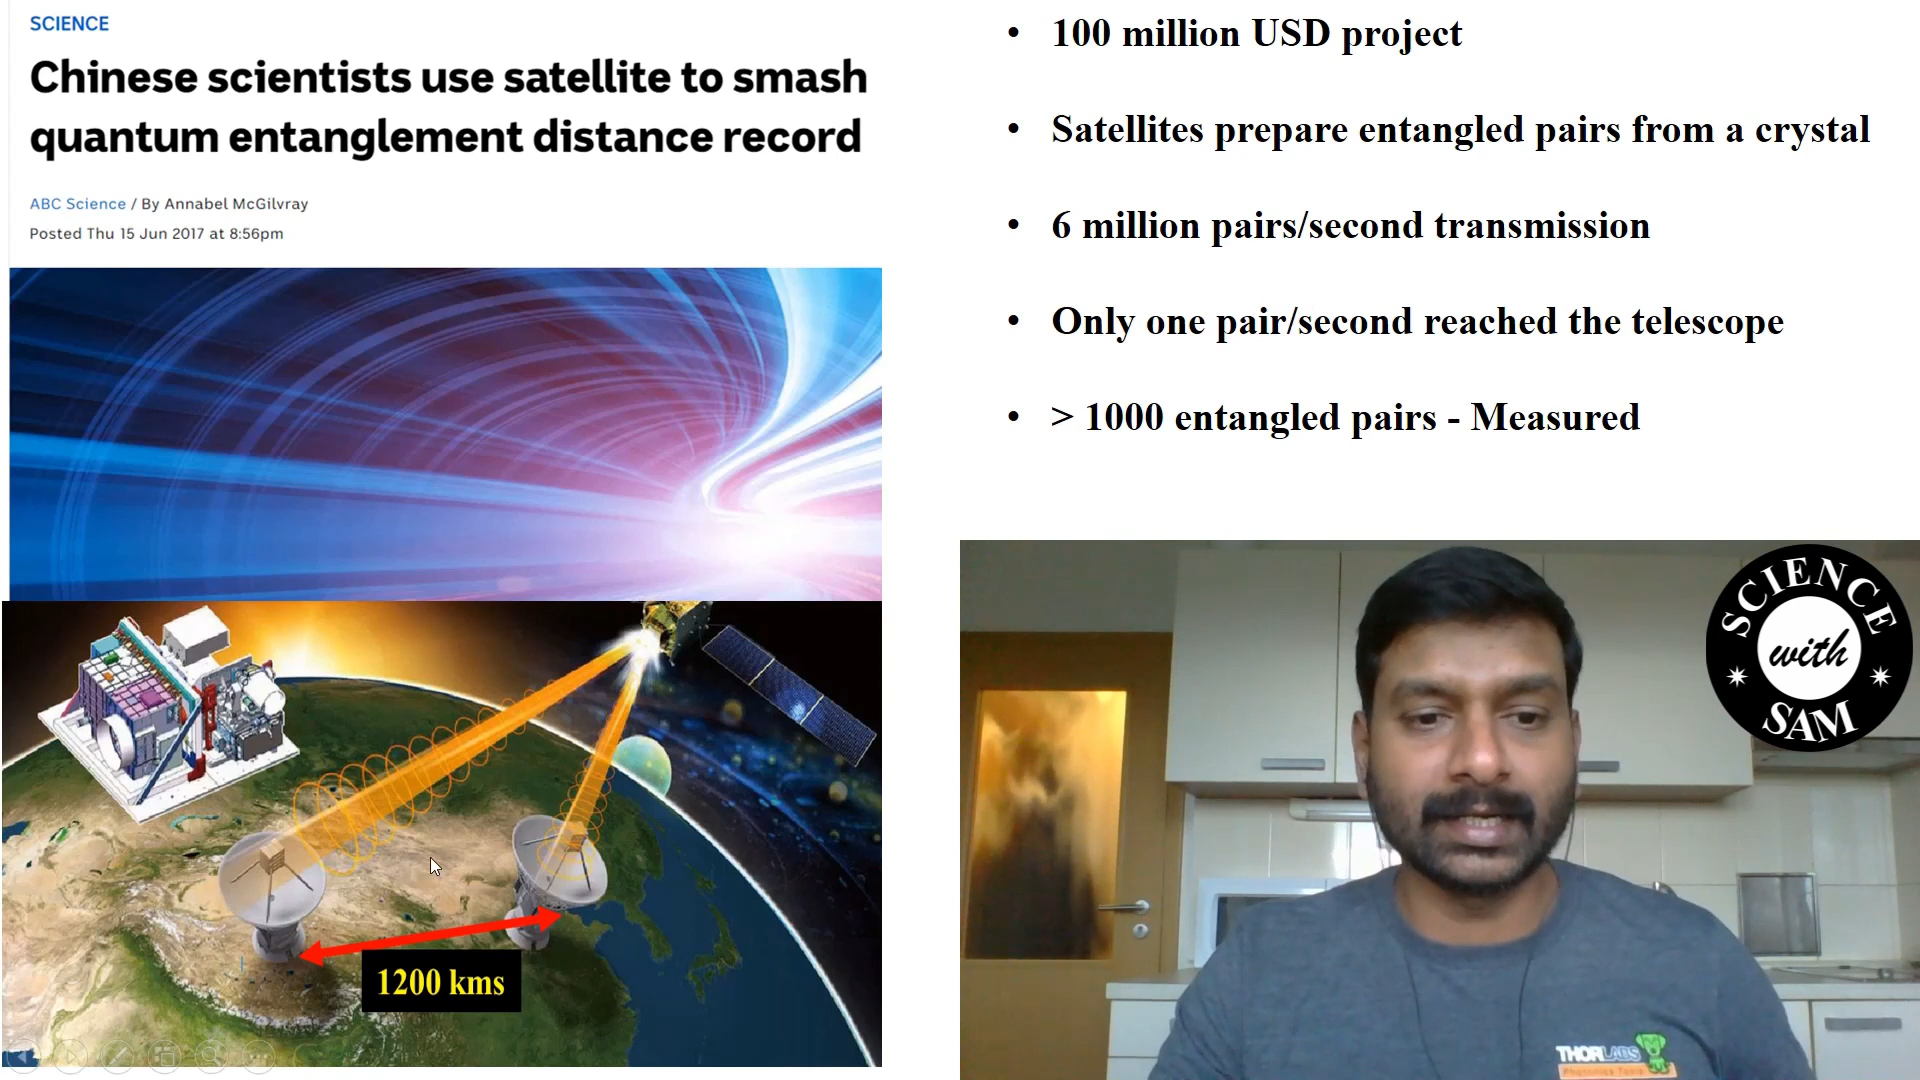 SCIENCE
Chinese scientists use satellite to smash
quantum entanglement distance record
ABC Science / By Annabel McGilvray
Posted Thu 15 Jun 2017 at 8:56pm
1200 kms
• 100 million USD project
• Satellites prepare entangled pairs from a crystal
• 6 million pairs/second transmission
• Only one pair/second reached the telescope
• > 1000 entangled pairs - Measured
SCIENCE
with
SAM
THORLABS
Photonics Tools